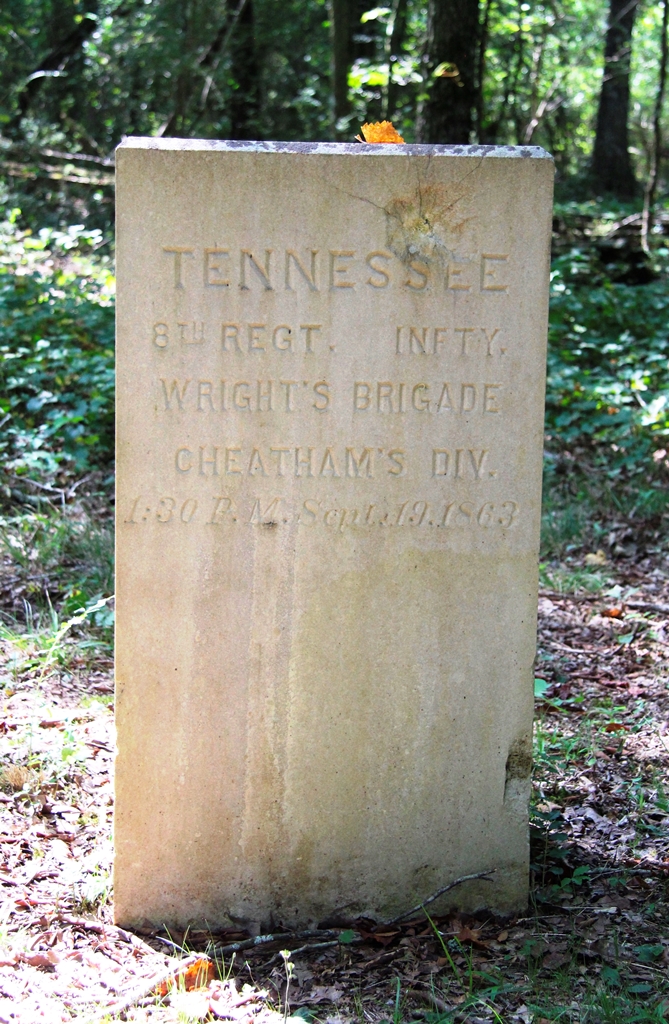 TENNESSEE
8TH REGT. INFTY.
WRIGHT'S BRIGADE
CHEATHAM'S DIV.
1:30 P.M. Sept. 19. 1863